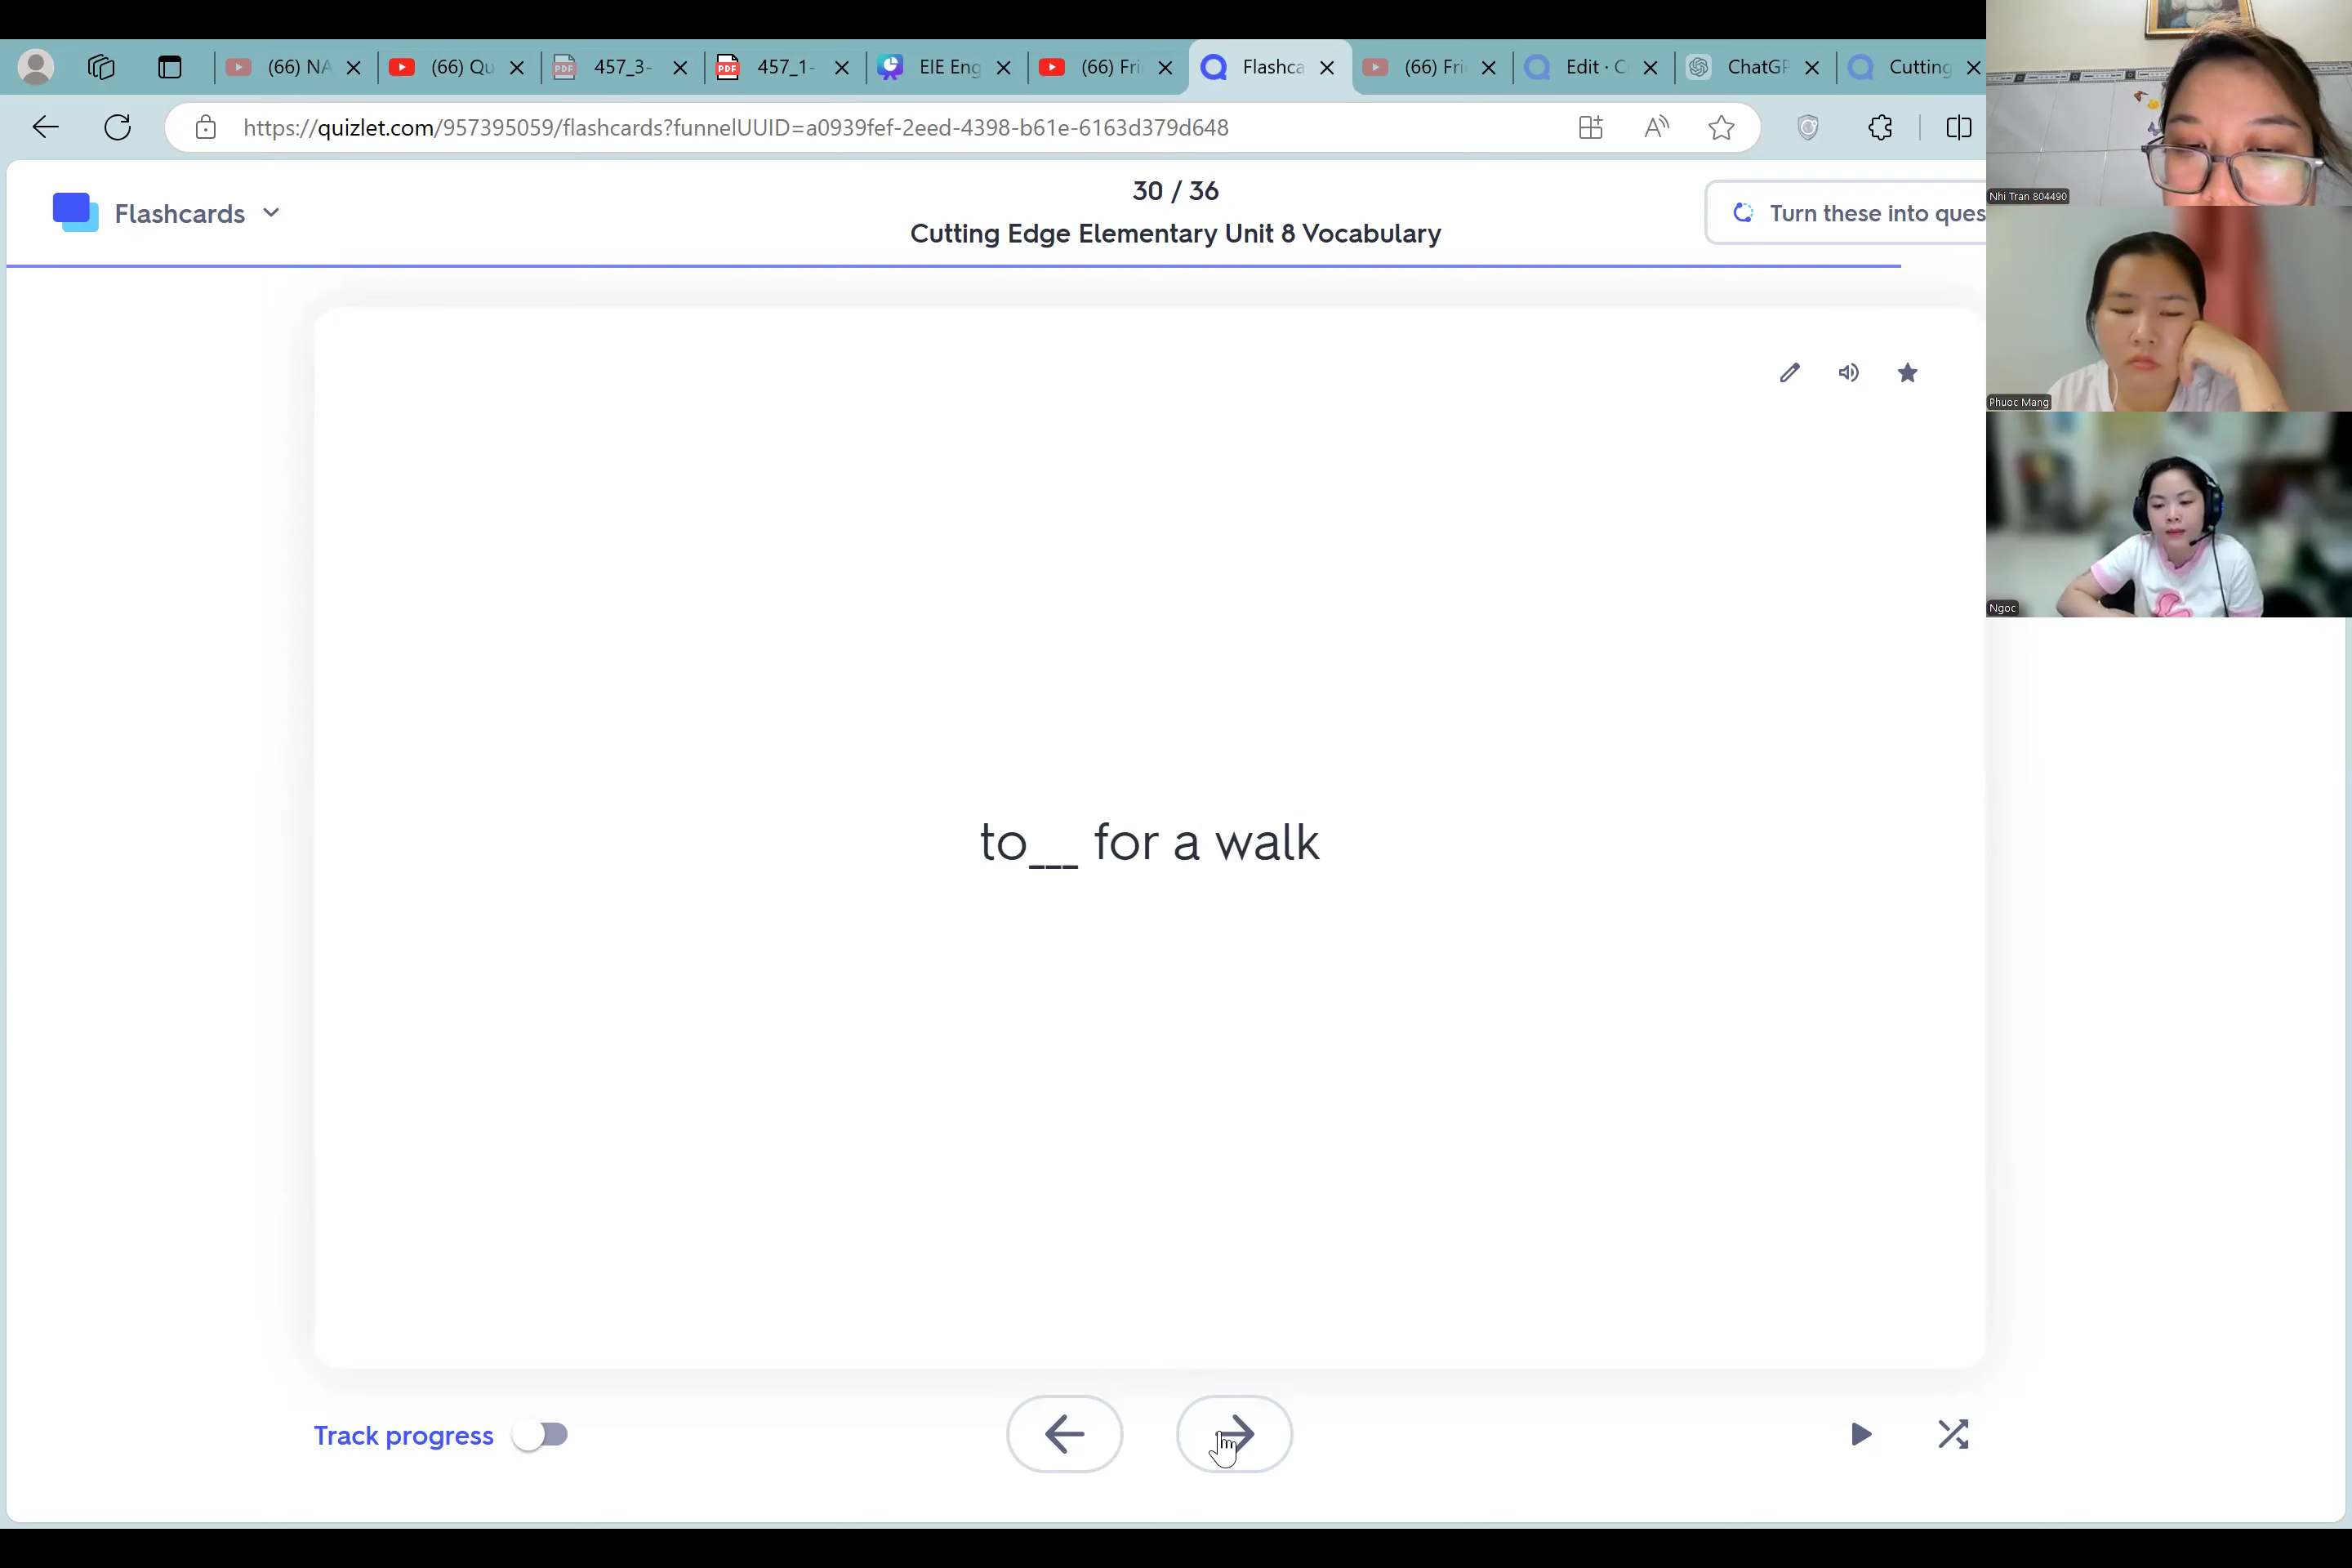 (66) NA
(66) Qu
457_3-
457_1-
EIE Eng
(66) Fri
Flashca
(66) Fri
Edit · C
ChatGP
Cutting
https://quizlet.com/957395059/flashcards?funnelUUID=a0939fef-2eed-4398-b61e-6163d379d648
Flashcards
30 / 36
Cutting Edge Elementary Unit 8 Vocabulary
Turn these into ques
Nhi Tran 804490
Phuoc Mang
Ngoc
to___ for a walk
Track progress